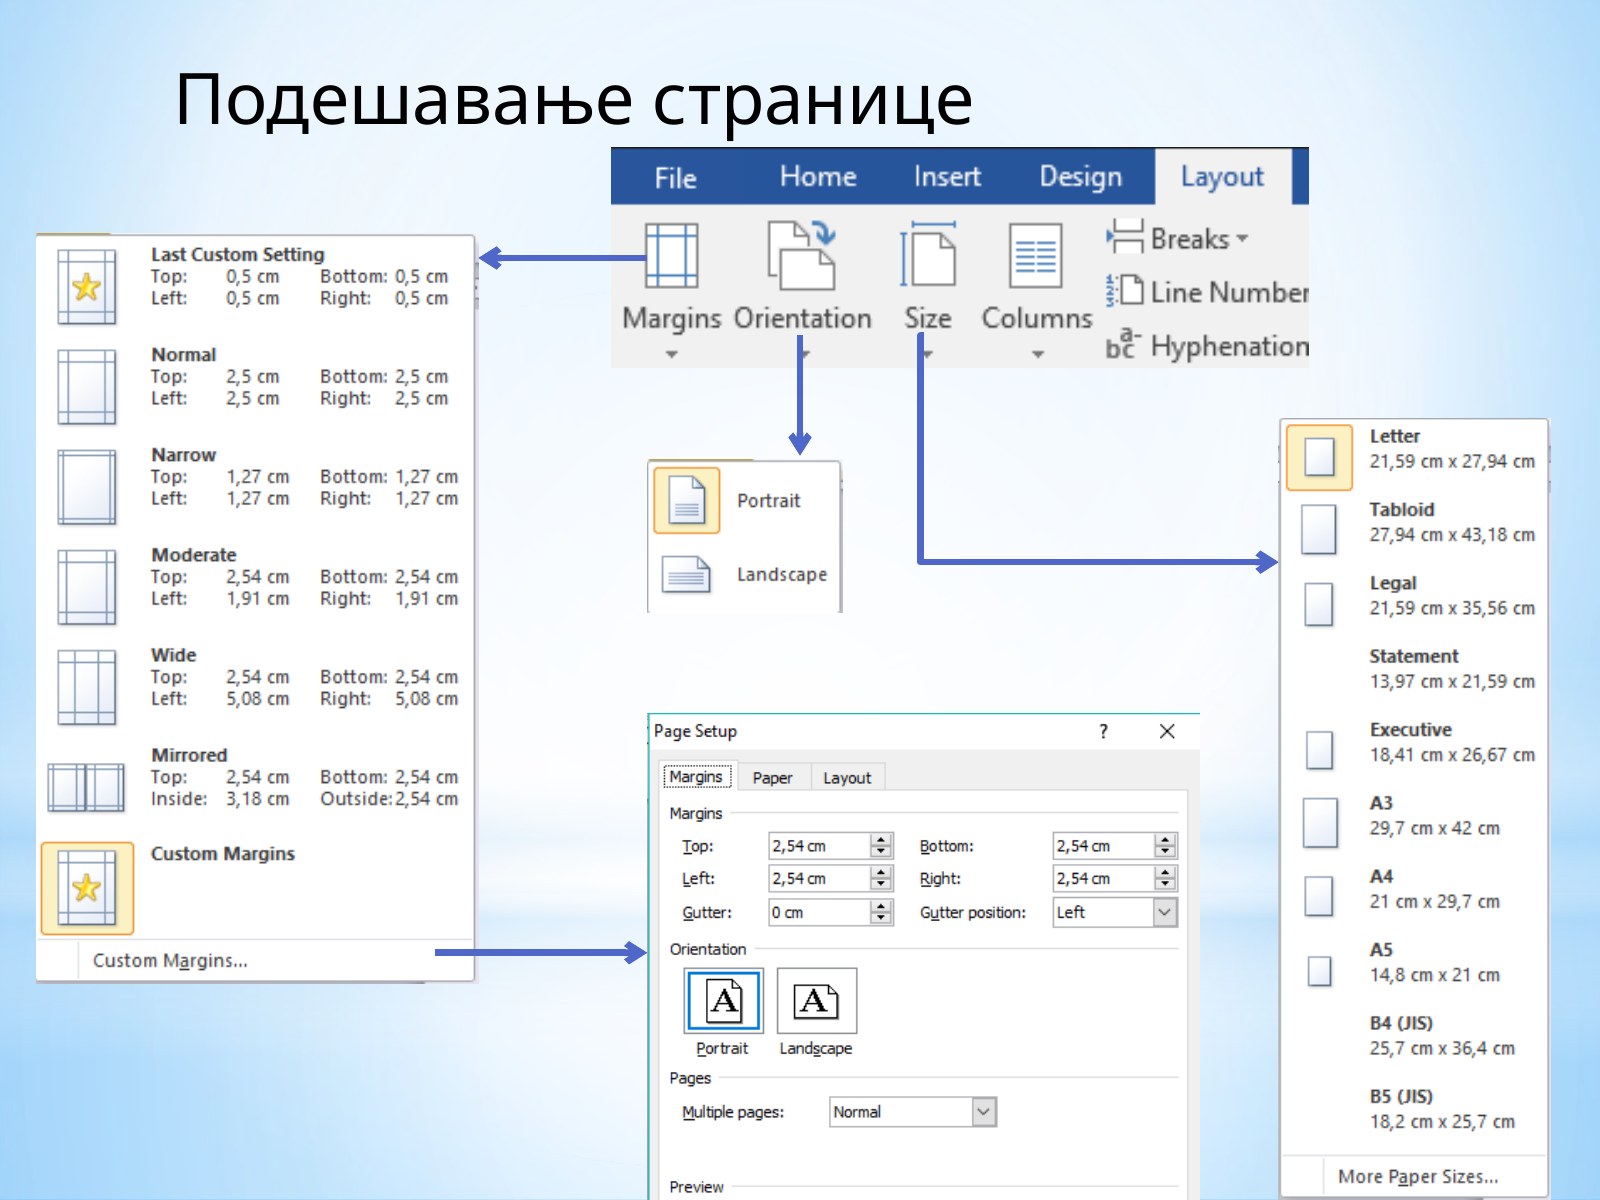 Подешавање странице
File Home Insert Design Layout
Margins Orientation Size Columns
Breaks
Line Number
Hyphenation
Last Custom Setting
Top: 0,5 cm Bottom: 0,5 cm
Left: 0,5 cm Right: 0,5 cm
Normal
Top: 2,5 cm Bottom: 2,5 cm
Left: 2,5 cm Right: 2,5 cm
Narrow
Top: 1,27 cm Bottom: 1,27 cm
Left: 1,27 cm Right: 1,27 cm
Moderate
Top: 2,54 cm Bottom: 2,54 cm
Left: 1,91 cm Right: 1,91 cm
Wide
Top: 2,54 cm Bottom: 2,54 cm
Left: 5,08 cm Right: 5,08 cm
Mirrored
Top: 2,54 cm Bottom: 2,54 cm
Inside: 3,18 cm Outside: 2,54 cm
Custom Margins
Custom Margins...
Portrait
Landscape
Letter
21,59 cm x 27,94 cm
Tabloid
27,94 cm x 43,18 cm
Legal
21,59 cm x 35,56 cm
Statement
13,97 cm x 21,59 cm
Executive
18,41 cm x 26,67 cm
A3
29,7 cm x 42 cm
A4
21 cm x 29,7 cm
A5
14,8 cm x 21 cm
B4 (JIS)
25,7 cm x 36,4 cm
B5 (JIS)
18,2 cm x 25,7 cm
More Paper Sizes...
Page Setup ?
Margins Paper Layout
Margins
Top: 2,54 cm Bottom: 2,54 cm
Left: 2,54 cm Right: 2,54 cm
Gutter: 0 cm Gutter position: Left
Orientation
A A
Portrait Landscape
Pages
Multiple pages: Normal
Preview